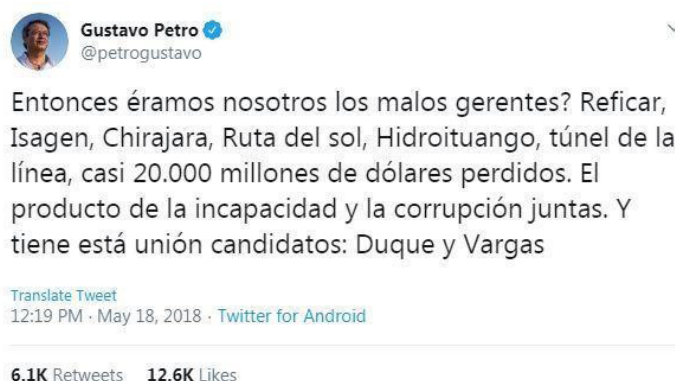 Gustavo Petro
@petrogustavo
Entonces éramos nosotros los malos gerentes? Reficar,
Isagen, Chirajara, Ruta del sol, Hidroituango, túnel de la
línea, casi 20.000 millones de dólares perdidos. El
producto de la incapacidad y la corrupción juntas. Y
tiene está unión candidatos: Duque y Vargas
Translate Tweet
12:19 PM · May 18, 2018 · Twitter for Android
6.1K Retweets 12.6K Likes